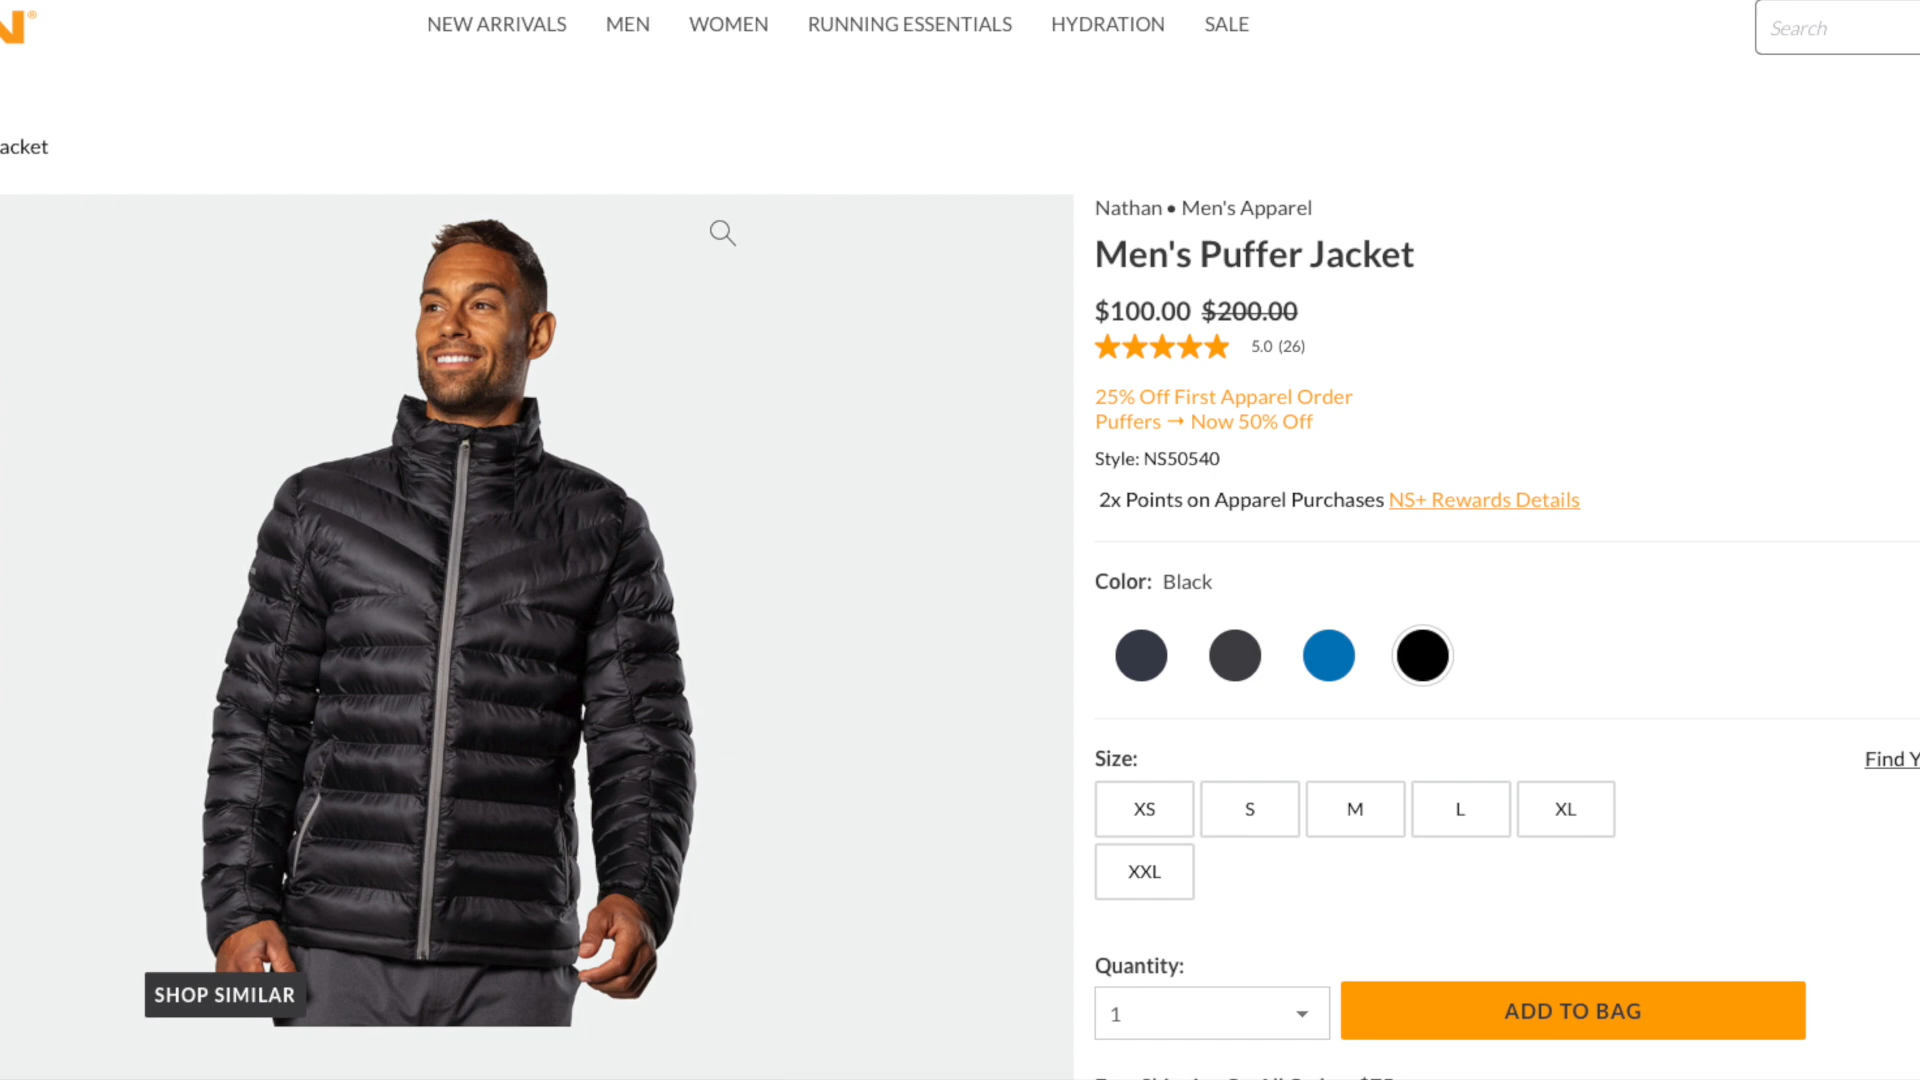 N®
NEW ARRIVALS MEN WOMEN RUNNING ESSENTIALS HYDRATION SALE
Search
acket
Nathan • Men's Apparel
Men's Puffer Jacket
$100.00 $200.00
5.0 (26)
25% Off First Apparel Order
Puffers → Now 50% Off
Style: NS50540
2x Points on Apparel Purchases NS+ Rewards Details
Color: Black
Size:
Find Y
XS S M L XL
XXL
Quantity:
1
ADD TO BAG
SHOP SIMILAR